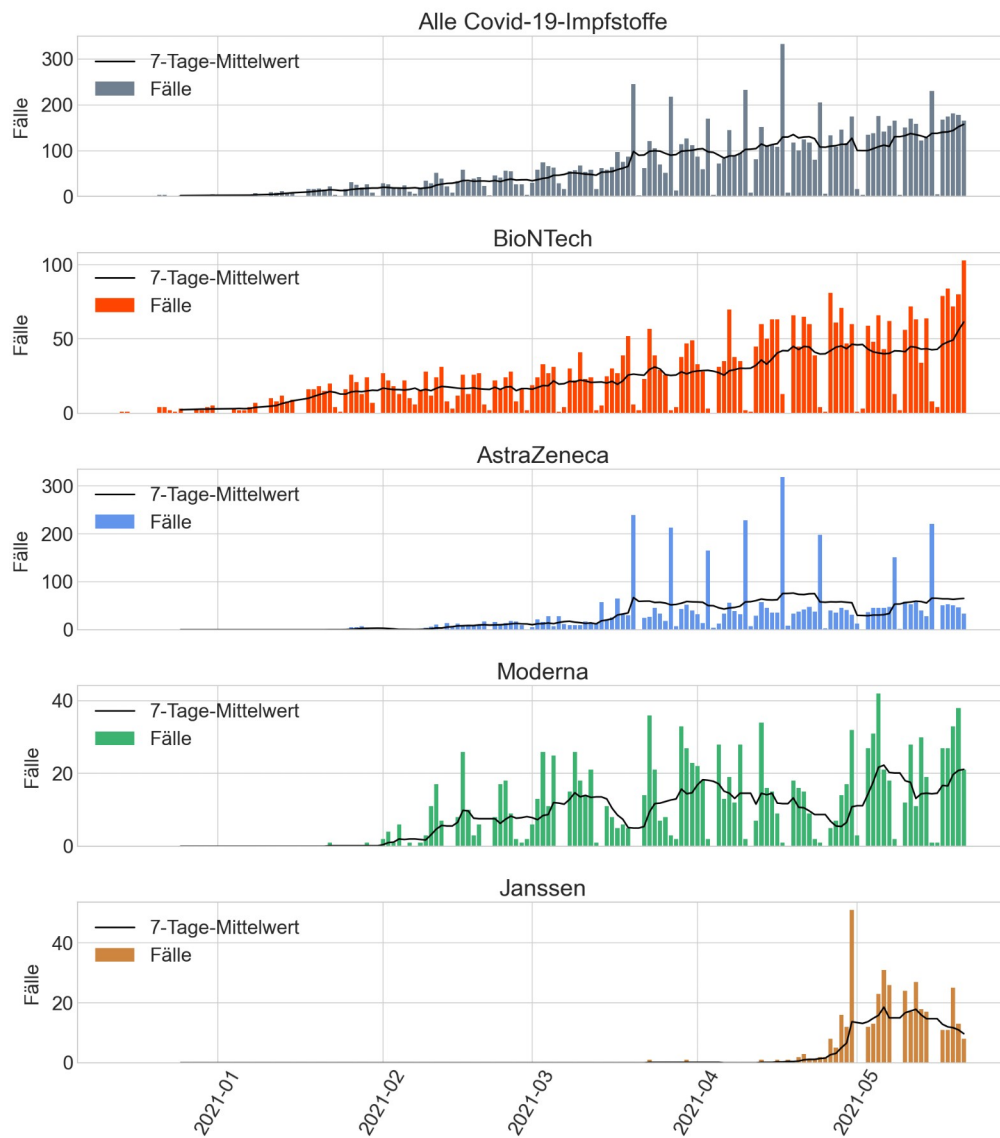 Alle Covid-19-Impfstoffe
300
200
100
0
Fälle
7-Tage-Mittelwert
Fälle
BioNTech
100
50
0
Fälle
7-Tage-Mittelwert
Fälle
AstraZeneca
300
200
100
0
Fälle
7-Tage-Mittelwert
Fälle
Moderna
40
20
0
Fälle
7-Tage-Mittelwert
Fälle
Janssen
40
20
0
Fälle
7-Tage-Mittelwert
Fälle
2021-01
2021-02
2021-03
2021-04
2021-05